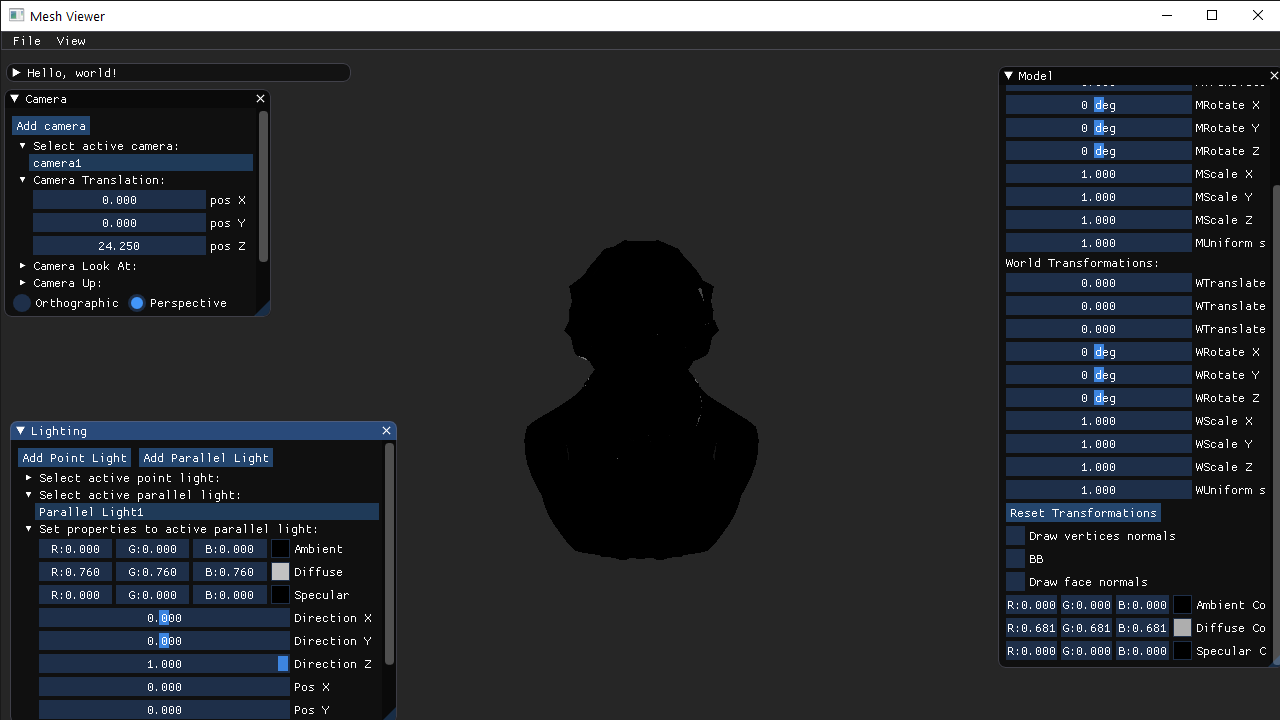 Mesh Viewer
File View
Hello, world!
Camera
Add camera
Select active camera:
camera1
Camera Translation:
0.000 pos X
0.000 pos Y
24.250 pos Z
Camera Look At:
Camera Up:
Orthographic Perspective
Lighting
Add Point Light Add Parallel Light
Select active point light:
Select active parallel light:
Parallel Light1
Set properties to active parallel light:
R:0.000 G:0.000 B:0.000 Ambient
R:0.760 G:0.760 B:0.760 Diffuse
R:0.000 G:0.000 B:0.000 Specular
0.000 Direction X
0.000 Direction Y
1.000 Direction Z
0.000 Pos X
0.000 Pos Y
Model
0 deg MRotate X
0 deg MRotate Y
0 deg MRotate Z
1.000 MScale X
1.000 MScale Y
1.000 MScale Z
1.000 MUniform s
World Transformations:
0.000 WTranslate
0.000 WTranslate
0.000 WTranslate
0 deg WRotate X
0 deg WRotate Y
0 deg WRotate Z
1.000 WScale X
1.000 WScale Y
1.000 WScale Z
1.000 WUniform s
Reset Transformations
Draw vertices normals
BB
Draw face normals
R:0.000 G:0.000 B:0.000 Ambient Co
R:0.681 G:0.681 B:0.681 Diffuse Co
R:0.000 G:0.000 B:0.000 Specular C